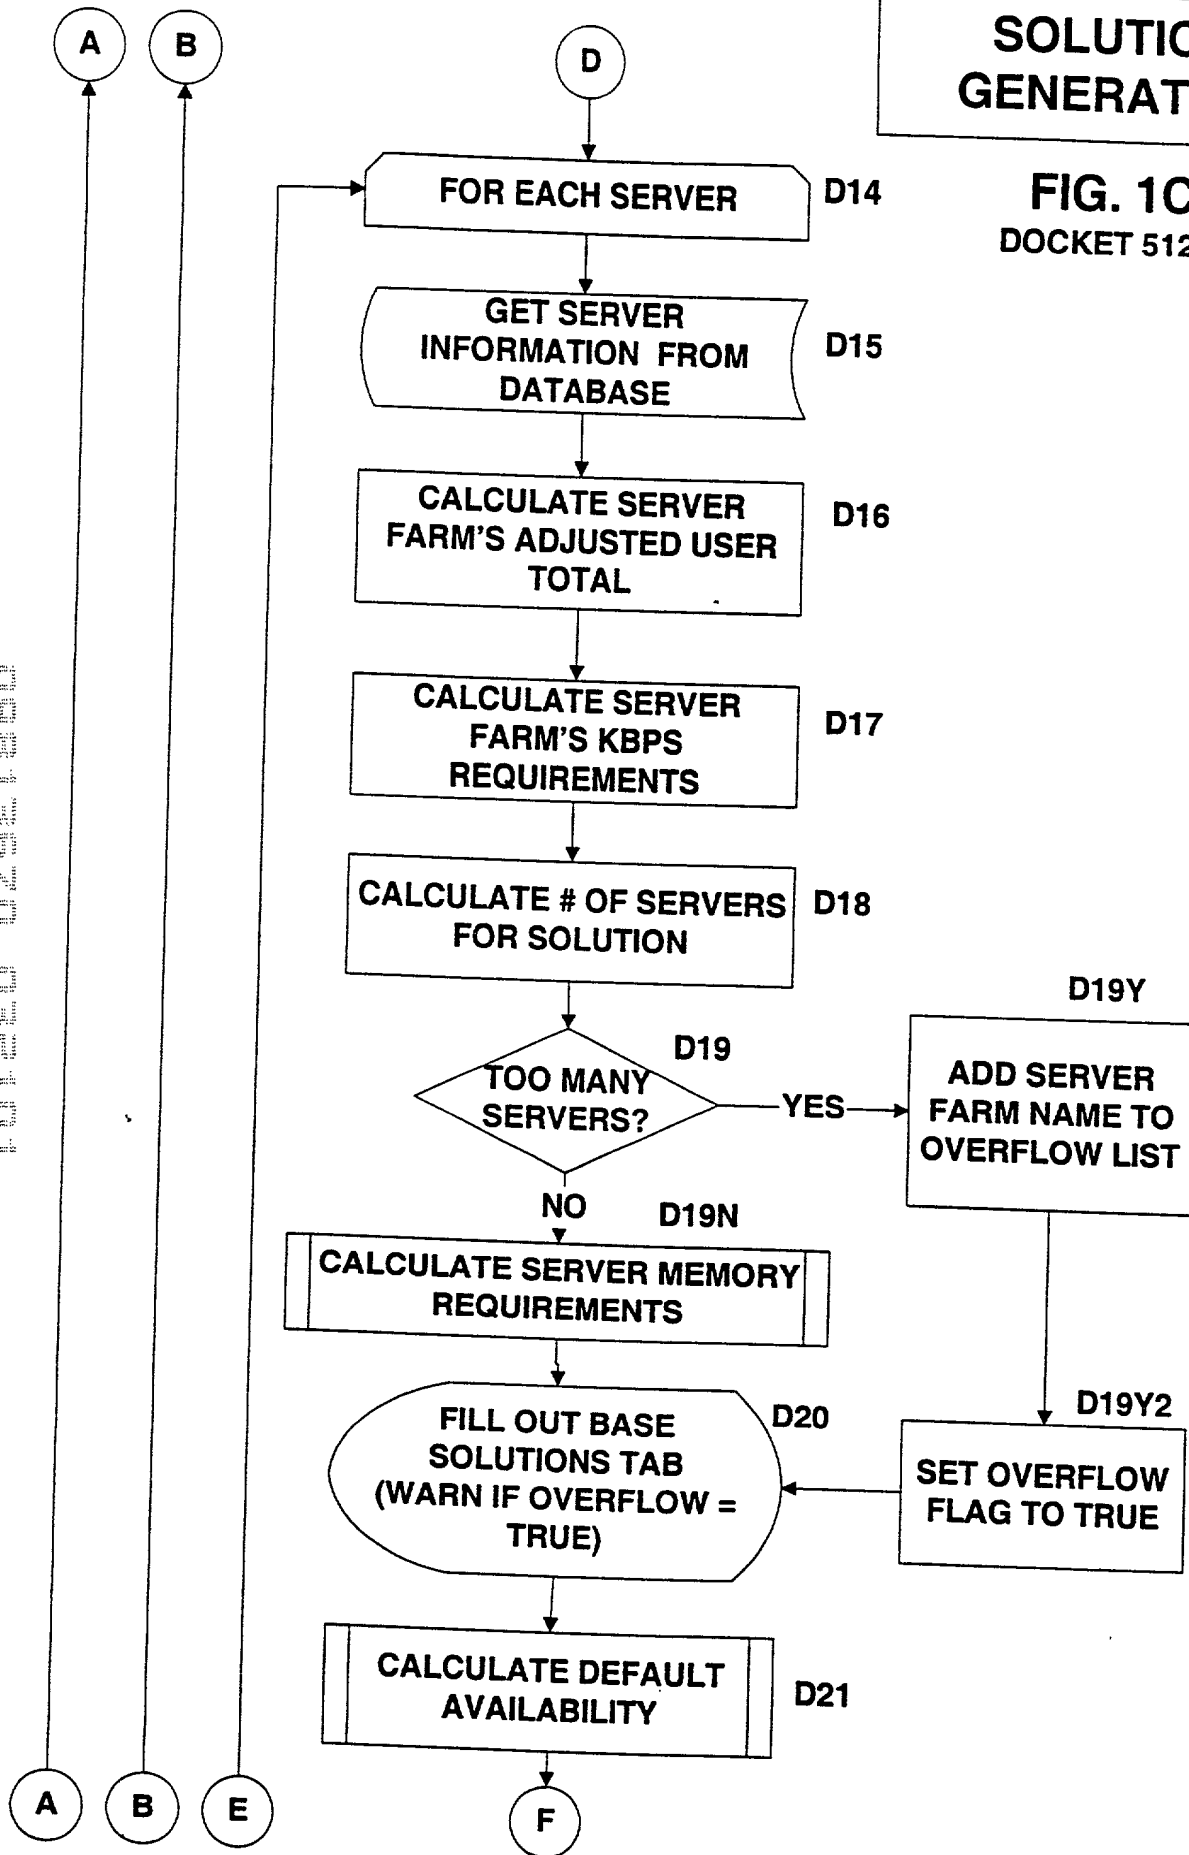 A
B
D
SOLUTIO
GENERAT
FIG. 1C
DOCKET 512
FOR EACH SERVER
D14
GET SERVER
INFORMATION FROM
DATABASE
D15
CALCULATE SERVER
FARM'S ADJUSTED USER
TOTAL
D16
CALCULATE SERVER
FARM'S KBPS
REQUIREMENTS
D17
CALCULATE # OF SERVERS
FOR SOLUTION
D18
D19
TOO MANY
SERVERS?
YES
D19Y
ADD SERVER
FARM NAME TO
OVERFLOW LIST
NO
D19N
CALCULATE SERVER MEMORY
REQUIREMENTS
D19Y2
SET OVERFLOW
FLAG TO TRUE
D20
FILL OUT BASE
SOLUTIONS TAB
(WARN IF OVERFLOW =
TRUE)
CALCULATE DEFAULT
AVAILABILITY
D21
A
B
E
F